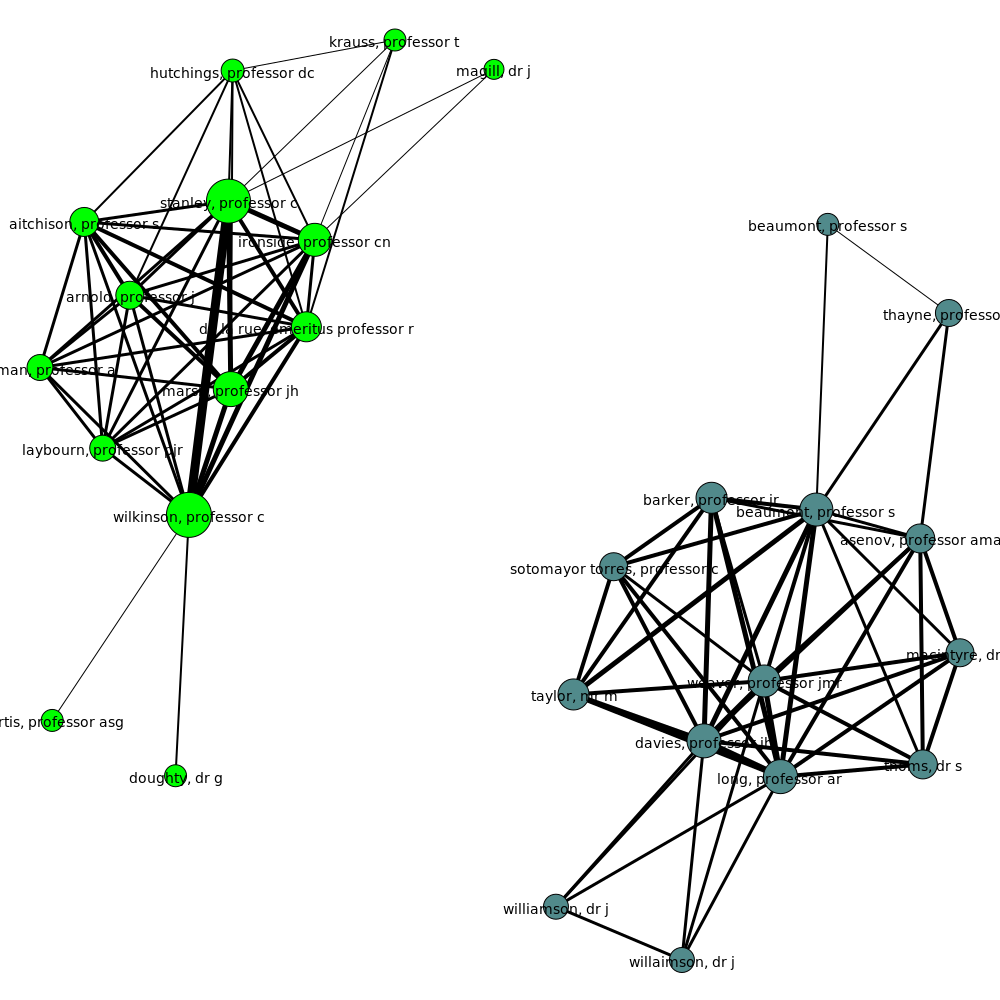 krauss, professor t
hutchings, professor dc
magill, dr j
stanley, professor c
aitchison, professor s
beaumont, professor s
ironside, professor cn
arnold, professor j
thayne, professo
de la rue, emeritus professor r
man, professor a
marsh, professor jh
laybourn, professor pjr
barker, professor jr
beaumont, professor s
wilkinson, professor c
asenov, professor ama
sotomayor torres, professor c
macintyre, dr
weaver, professor jmr
taylor, mr m
rtis, professor asg
davies, professor jh
thoms, dr s
doughty, dr g
long, professor ar
williamson, dr j
willaimson, dr j